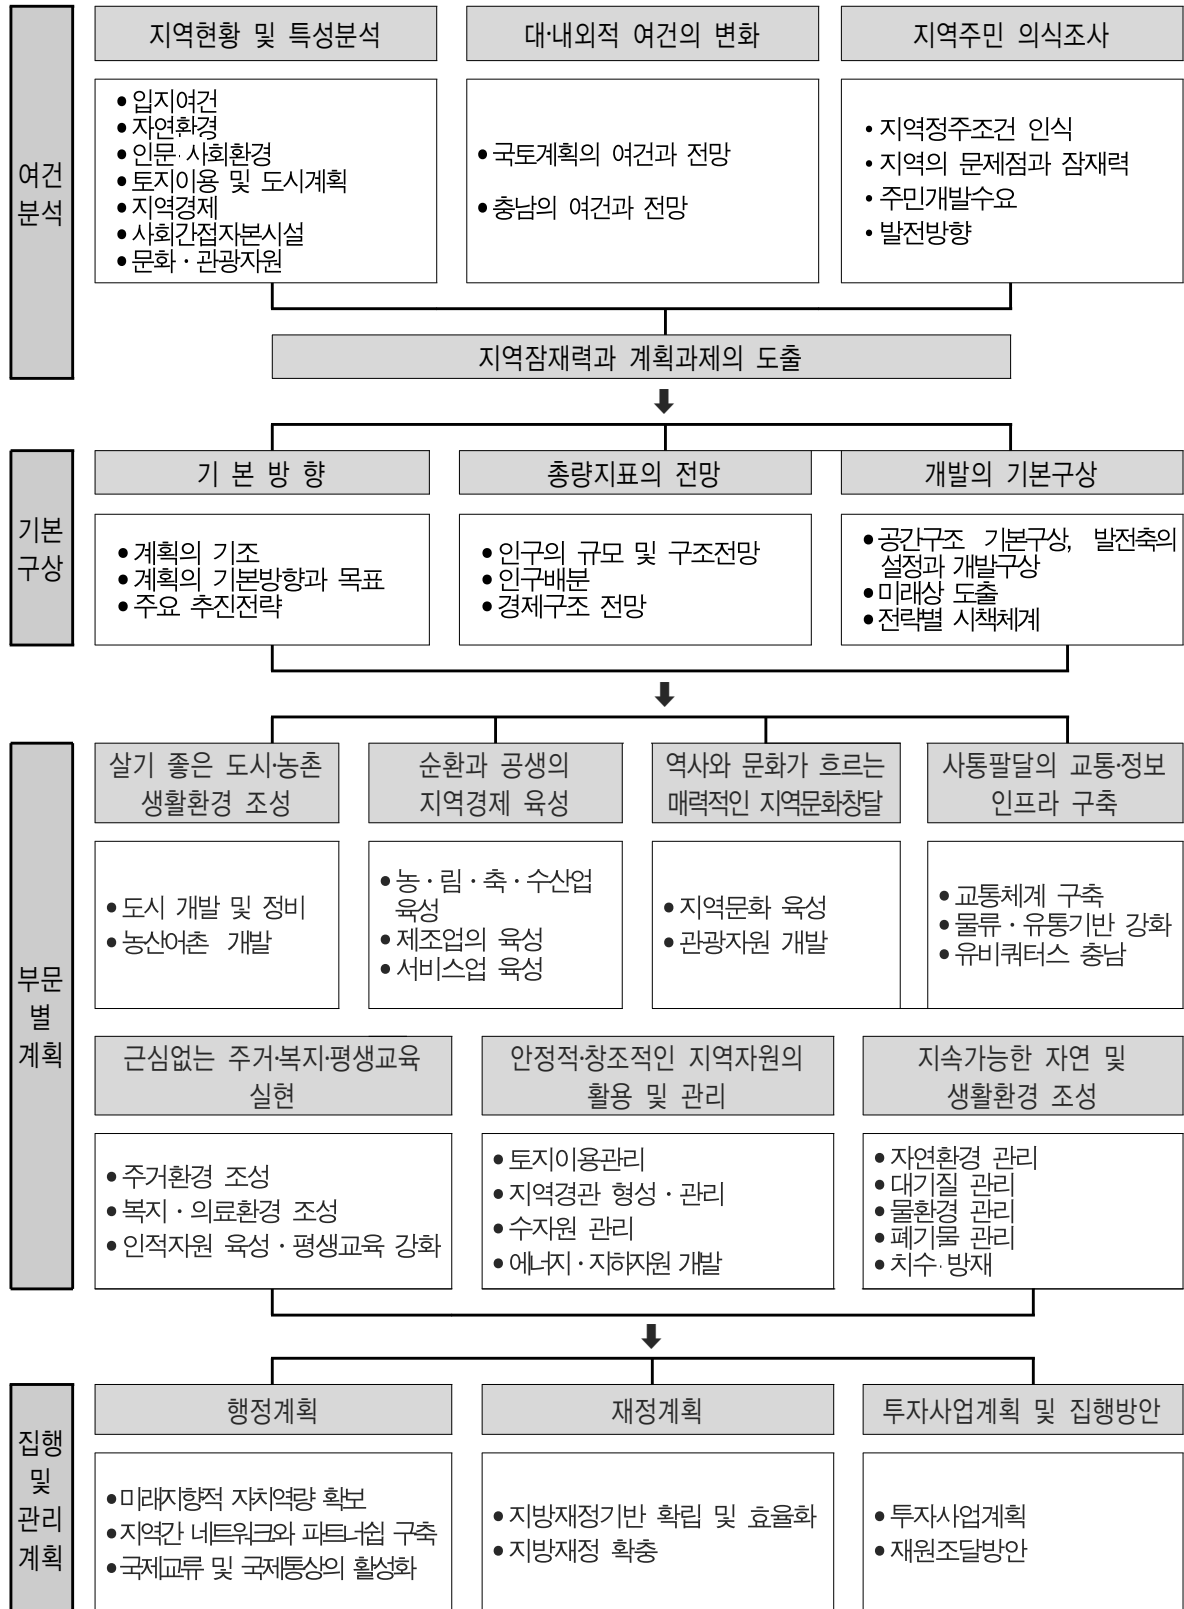 여건
분석
지역현황 및 특성분석
• 입지여건
• 자연환경
• 인문·사회환경
• 토지이용 및 도시계획
• 지역경제
• 사회간접자본시설
• 문화·관광자원
대·내외적 여건의 변화
• 국토계획의 여건과 전망
• 충남의 여건과 전망
지역주민 의식조사
• 지역정주조건 인식
• 지역의 문제점과 잠재력
• 주민개발수요
• 발전방향
지역잠재력과 계획과제의 도출
기본
구상
기 본 방 향
• 계획의 기조
• 계획의 기본방향과 목표
• 주요 추진전략
총량지표의 전망
• 인구의 규모 및 구조전망
• 인구배분
• 경제구조 전망
개발의 기본구상
• 공간구조 기본구상, 발전축의
설정과 개발구상
• 미래상 도출
• 전략별 시책체계
부문
별
계획
살기 좋은 도시·농촌
생활환경 조성
• 도시 개발 및 정비
• 농산어촌 개발
순환과 공생의
지역경제 육성
• 농·림·축·수산업
육성
• 제조업의 육성
• 서비스업 육성
역사와 문화가 흐르는
매력적인 지역문화창달
• 지역문화 육성
• 관광자원 개발
사통팔달의 교통·정보
인프라 구축
• 교통체계 구축
• 물류·유통기반 강화
• 유비쿼터스 충남
근심없는 주거·복지·평생교육
실현
• 주거환경 조성
• 복지·의료환경 조성
• 인적자원 육성·평생교육 강화
안정적·창조적인 지역자원의
활용 및 관리
• 토지이용관리
• 지역경관 형성·관리
• 수자원 관리
• 에너지·지하자원 개발
지속가능한 자연 및
생활환경 조성
• 자연환경 관리
• 대기질 관리
• 물환경 관리
• 폐기물 관리
• 치수·방재
집행
및
관리
계획
행정계획
• 미래지향적 자치역량 확보
• 지역간 네트워크와 파트너쉽 구축
• 국제교류 및 국제통상의 활성화
재정계획
• 지방재정기반 확립 및 효율화
• 지방재정 확충
투자사업계획 및 집행방안
• 투자사업계획
• 재원조달방안